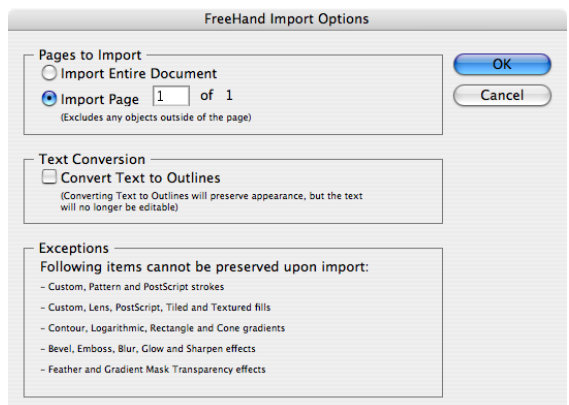 FreeHand Import Options
Pages to Import
Import Entire Document
Import Page 1 of 1
(Excludes any objects outside of the page)
OK
Cancel
Text Conversion
Convert Text to Outlines
(Converting Text to Outlines will preserve appearance, but the text
will no longer be editable)
Exceptions
Following items cannot be preserved upon import:
– Custom, Pattern and PostScript strokes
– Custom, Lens, PostScript, Tiled and Textured fills
– Contour, Logarithmic, Rectangle and Cone gradients
– Bevel, Emboss, Blur, Glow and Sharpen effects
– Feather and Gradient Mask Transparency effects